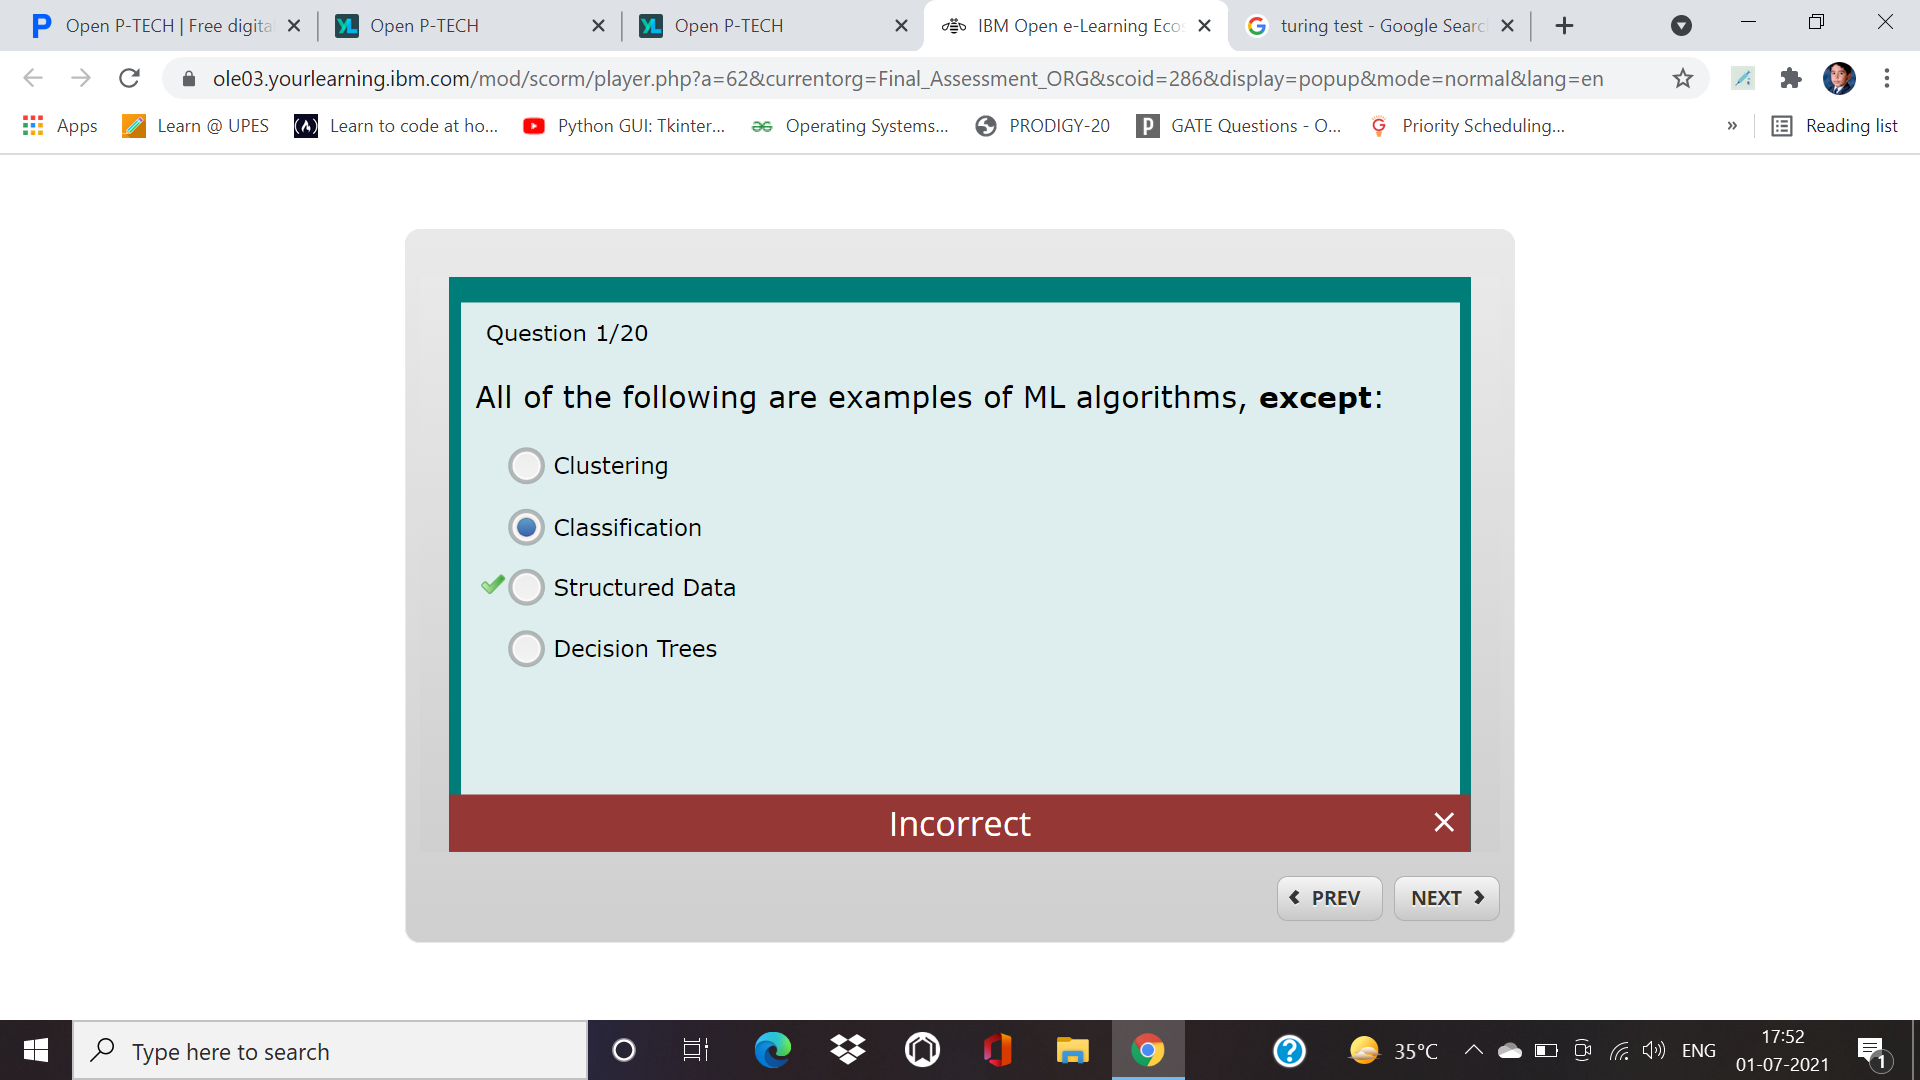 Open P-TECH | Free digita
Open P-TECH
Open P-TECH
IBM Open e-Learning Ecos
turing test - Google Searc
ole03.yourlearning.ibm.com/mod/scorm/player.php?a=62&currentorg=Final_Assessment_ORG&scoid=286&display=popup&mode=normal&lang=en
Apps
Learn @ UPES
Learn to code at ho...
Python GUI: Tkinter...
Operating Systems...
PRODIGY-20
GATE Questions - O...
Priority Scheduling...
»
Reading list
Question 1/20
All of the following are examples of ML algorithms, except:
Clustering
Classification
Structured Data
Decision Trees
Incorrect
PREV
NEXT
Type here to search
35°C
ENG
17:52
01-07-2021
1